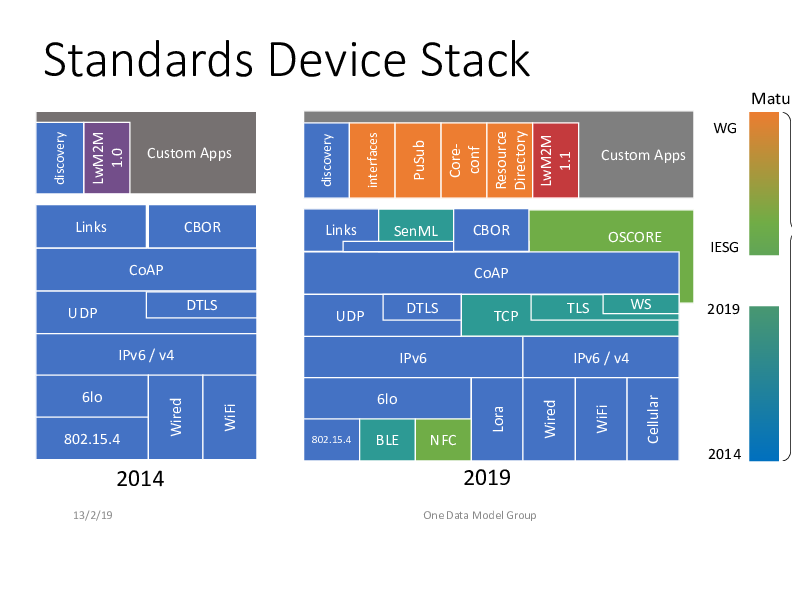 Standards Device Stack
discovery
LwM2M
1.0
Custom Apps
Links
CBOR
CoAP
UDP
DTLS
IPv6 / v4
6lo
802.15.4
Wired
WiFi
2014
discovery
interfaces
PuSub
Core-
conf
Resource
Directory
LwM2M
1.1
Custom Apps
Links
SenML
CBOR
OSCORE
CoAP
UDP
DTLS
TCP
TLS
WS
IPv6
IPv6 / v4
6lo
802.15.4
BLE
NFC
Lora
Wired
WiFi
Cellular
2019
Matu
WG
IESG
2019
2014
13/2/19
One Data Model Group